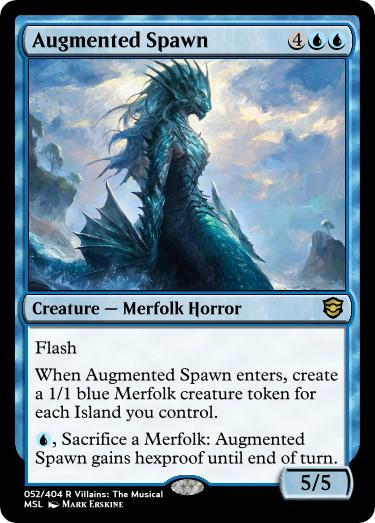 Augmented Spawn 4
Creature — Merfolk Horror
Flash
When Augmented Spawn enters, create
a 1/1 blue Merfolk creature token for
each Island you control.
, Sacrifice a Merfolk: Augmented
Spawn gains hexproof until end of turn.
5/5
052/404 R Villains: The Musical
MSL Mark Erskine